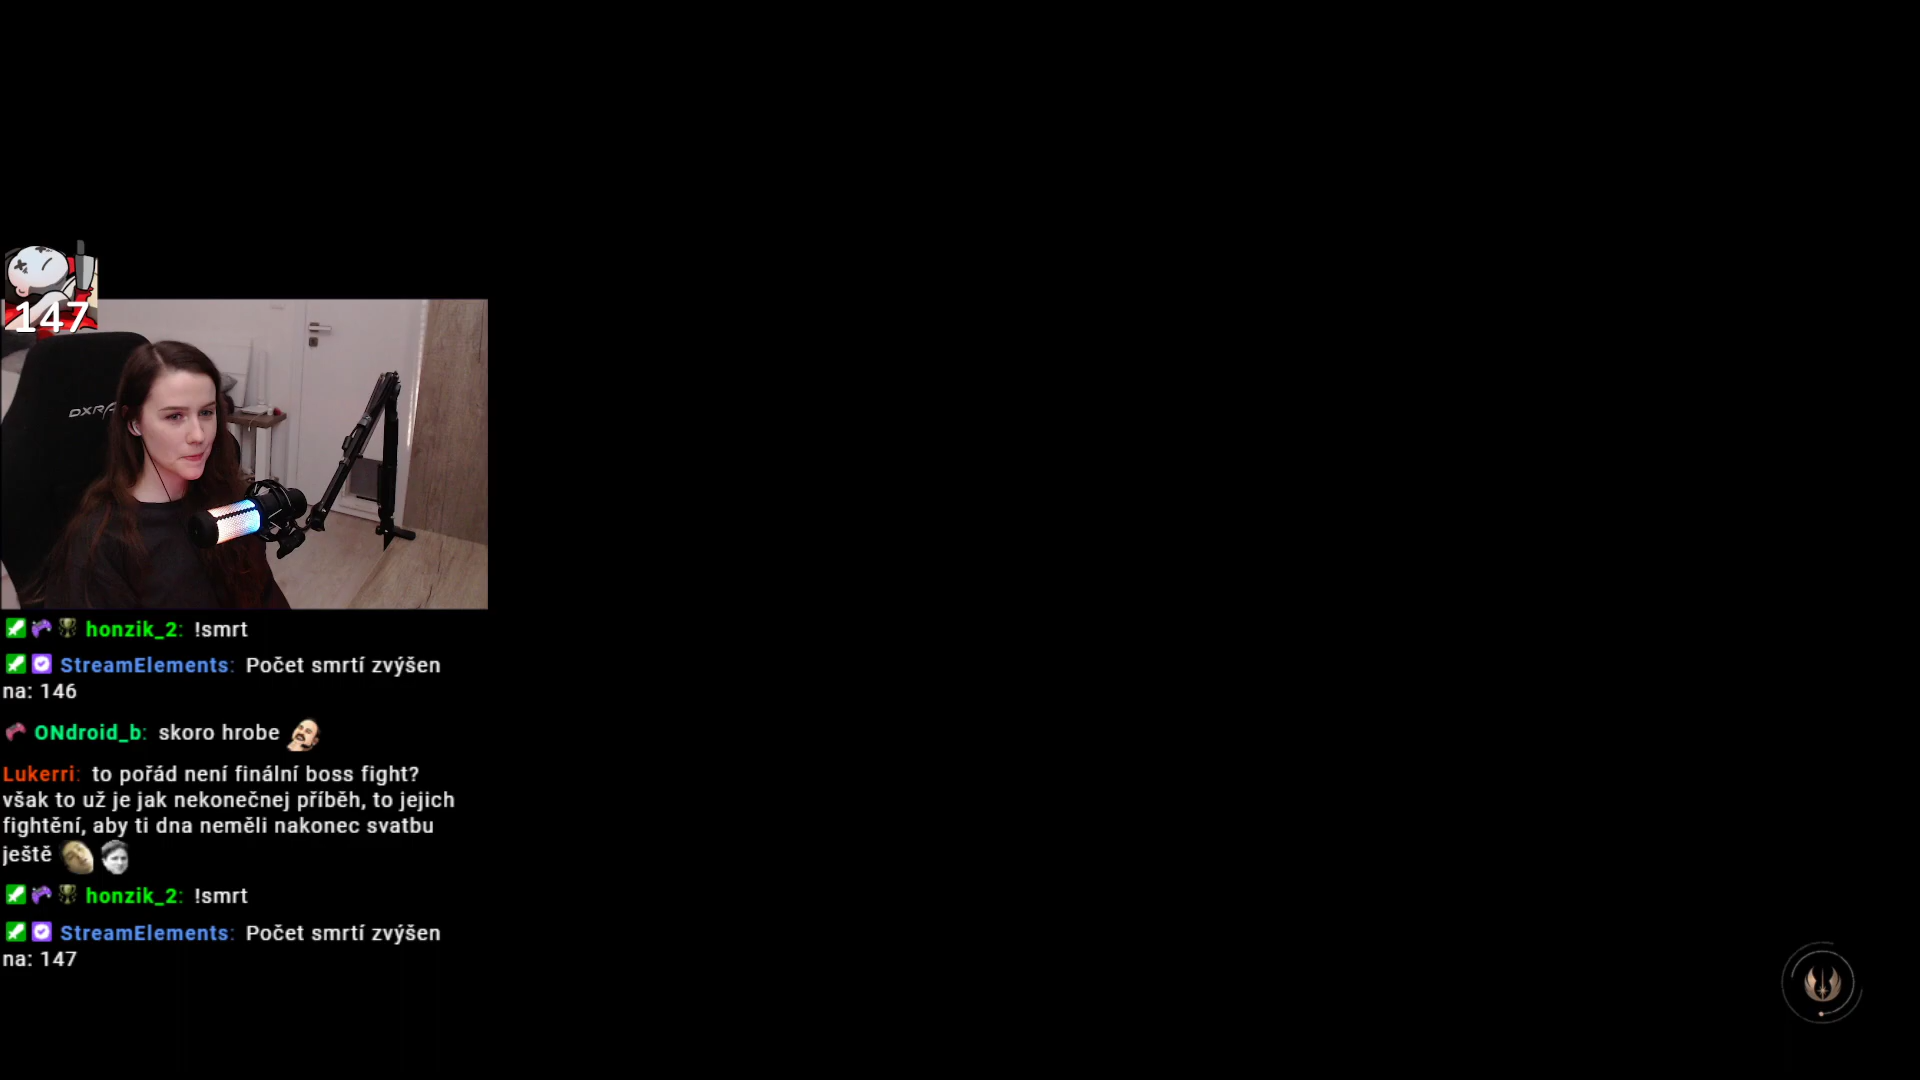 147
DXRA
honzik_2: !smrt
StreamElements: Počet smrtí zvýšen
na: 146
ONdroid_b: skoro hrobe
Lukerri: to pořád není finální boss fight?
však to už je jak nekonečnej příběh, to jejich
fightění, aby ti dna neměli nakonec svatbu
ještě
honzik_2: !smrt
StreamElements: Počet smrtí zvýšen
na: 147